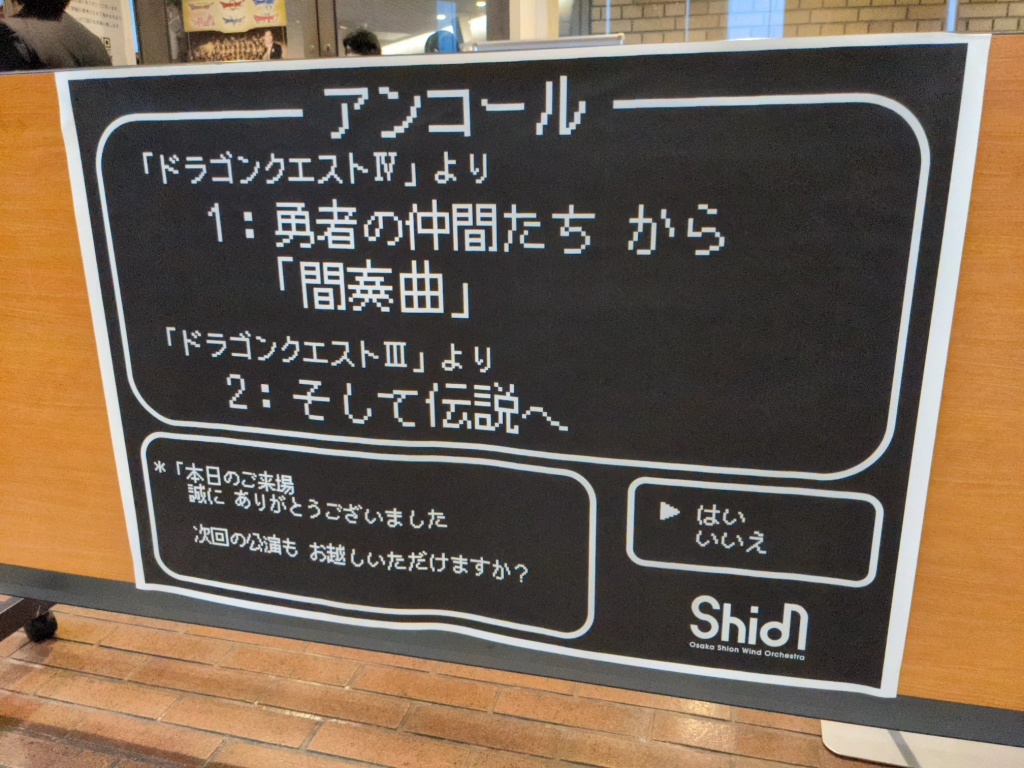 アンコール
「ドラゴンクエストⅣ」より
1：勇者の仲間たち から
「間奏曲」
「ドラゴンクエストⅢ」より
2：そして伝説へ
＊「本日のご来場
誠に ありがとうございました
次回の公演も お越しいただけますか？
▶ はい
いいえ
Shion
Osaka Shion Wind Orchestra